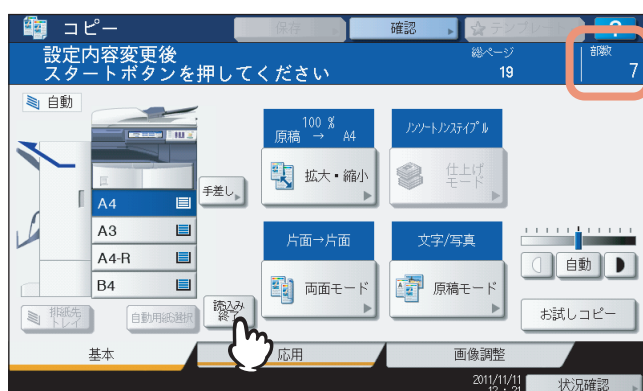 コピー
保存
確認
☆テンプレート
?
設定内容変更後
スタートボタンを押してください
総ページ
19
部数
7
自動
100 %
原稿 → A4
ノンソートノンステイプル
拡大・縮小
仕上げ
モード
手差し
A4
A3
A4-R
B4
片面→片面
文字/写真
両面モード
原稿モード
自動
排紙先
トレイ
自動用紙選択
読込み
終了
お試しコピー
基本
応用
画像調整
2011/11/11
12 : 21
状況確認